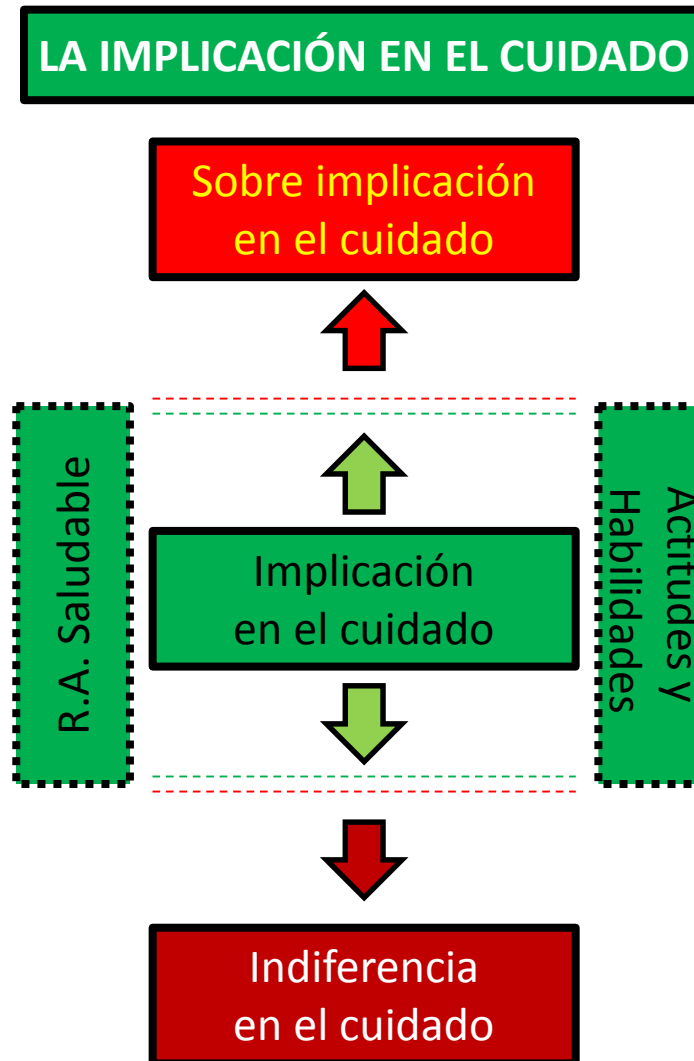 LA IMPLICACIÓN EN EL CUIDADO
Sobre implicación
en el cuidado
R.A. Saludable
Implicación
en el cuidado
Actitudes y
Habilidades
Indiferencia
en el cuidado